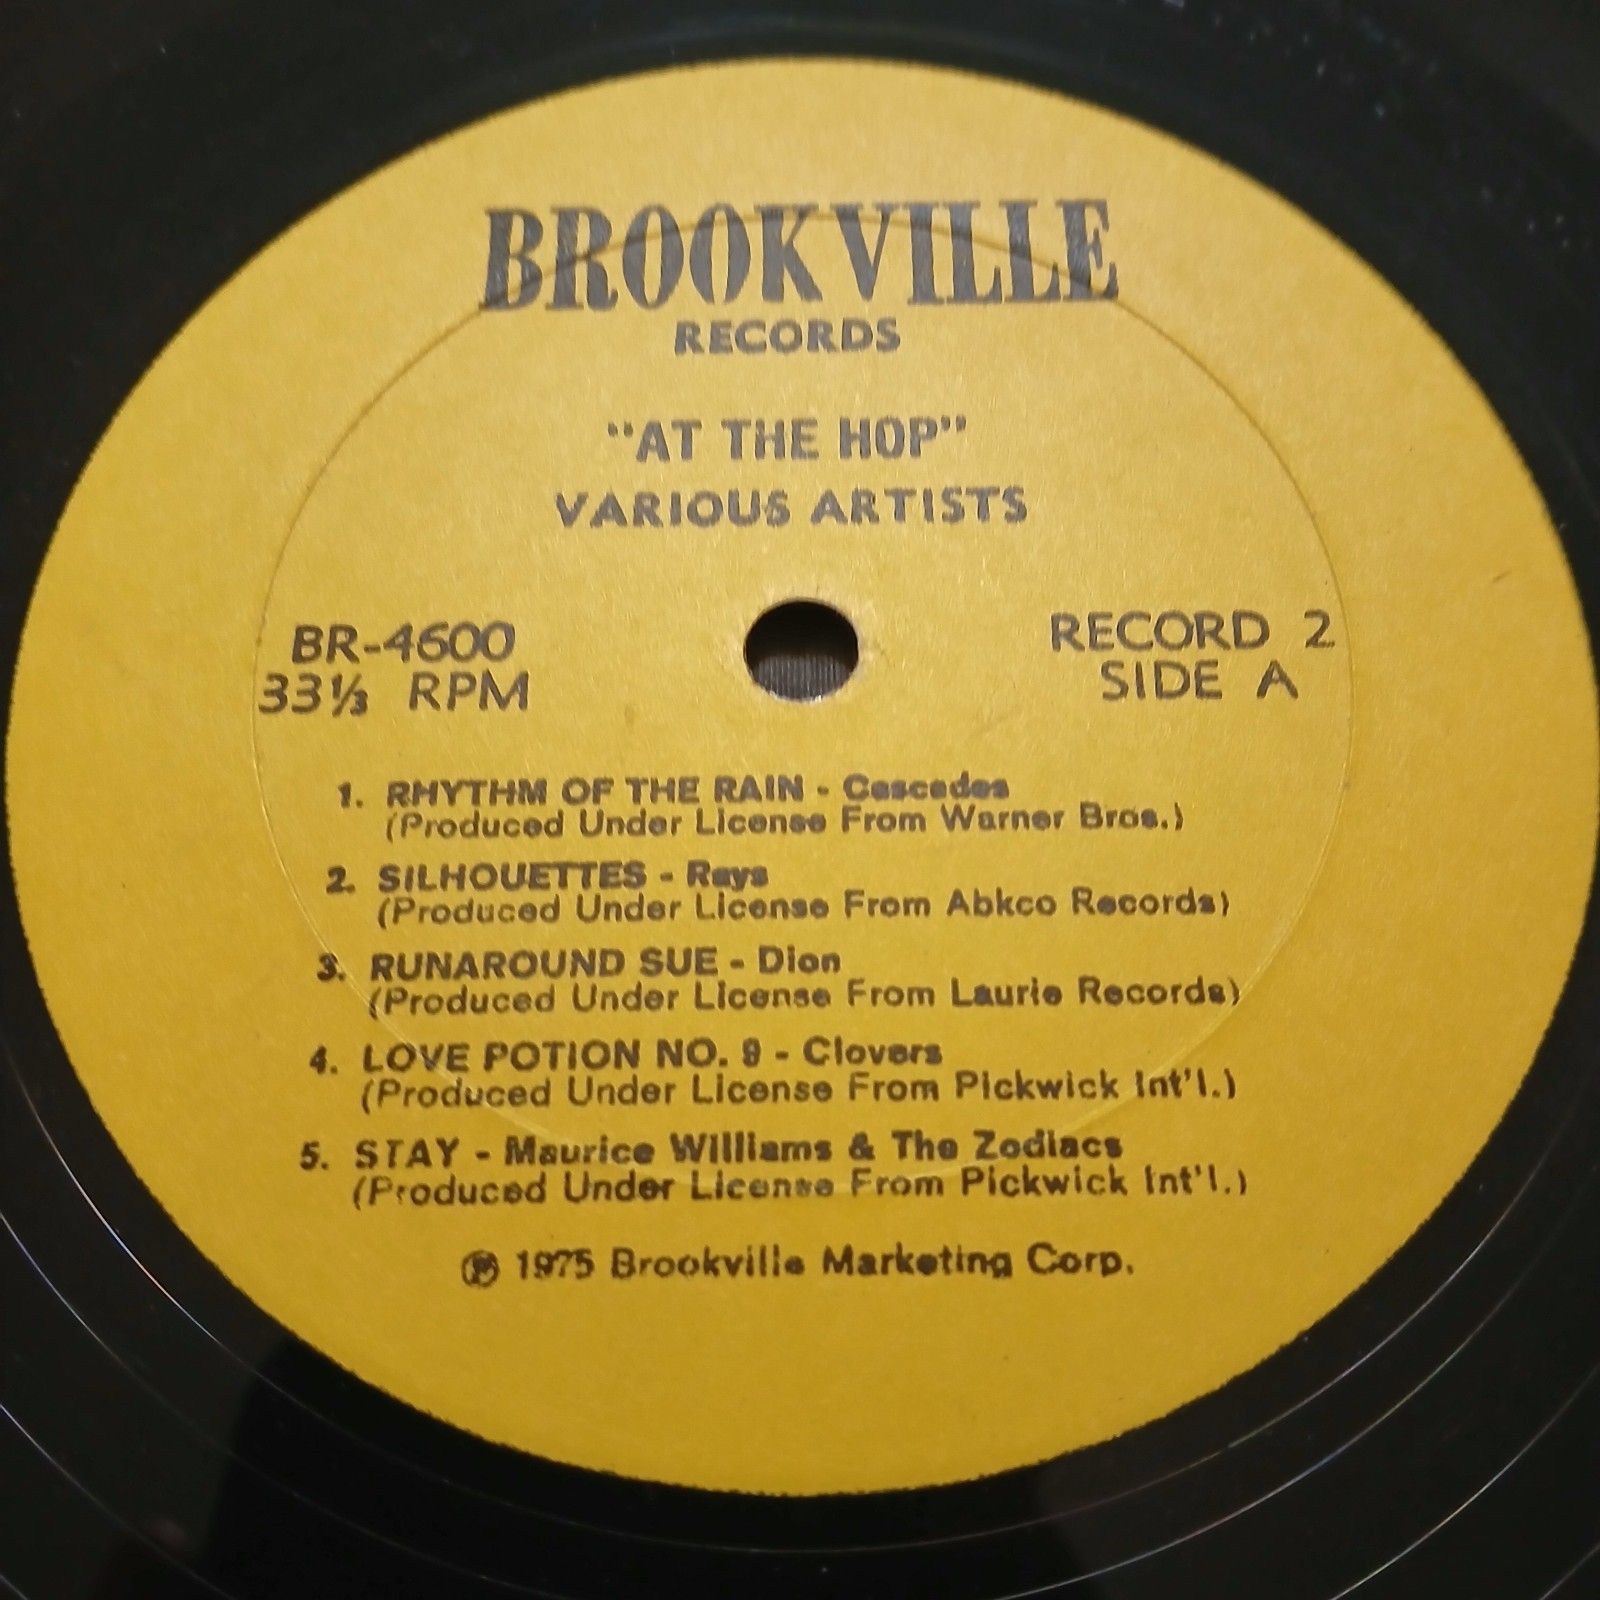 BROOKVILLE
RECORDS
"AT THE HOP"
VARIOUS ARTISTS
BR-4600
33⅓ RPM
RECORD 2
SIDE A
1. RHYTHM OF THE RAIN - Cascades
(Produced Under License From Warner Bros.)
2. SILHOUETTES - Rays
(Produced Under License From Abkco Records)
3. RUNAROUND SUE - Dion
(Produced Under License From Laurie Records)
4. LOVE POTION NO. 9 - Clovers
(Produced Under License From Pickwick Int'l.)
5. STAY - Maurice Williams & The Zodiacs
(Produced Under License From Pickwick Int'l.)
℗ 1975 Brookville Marketing Corp.